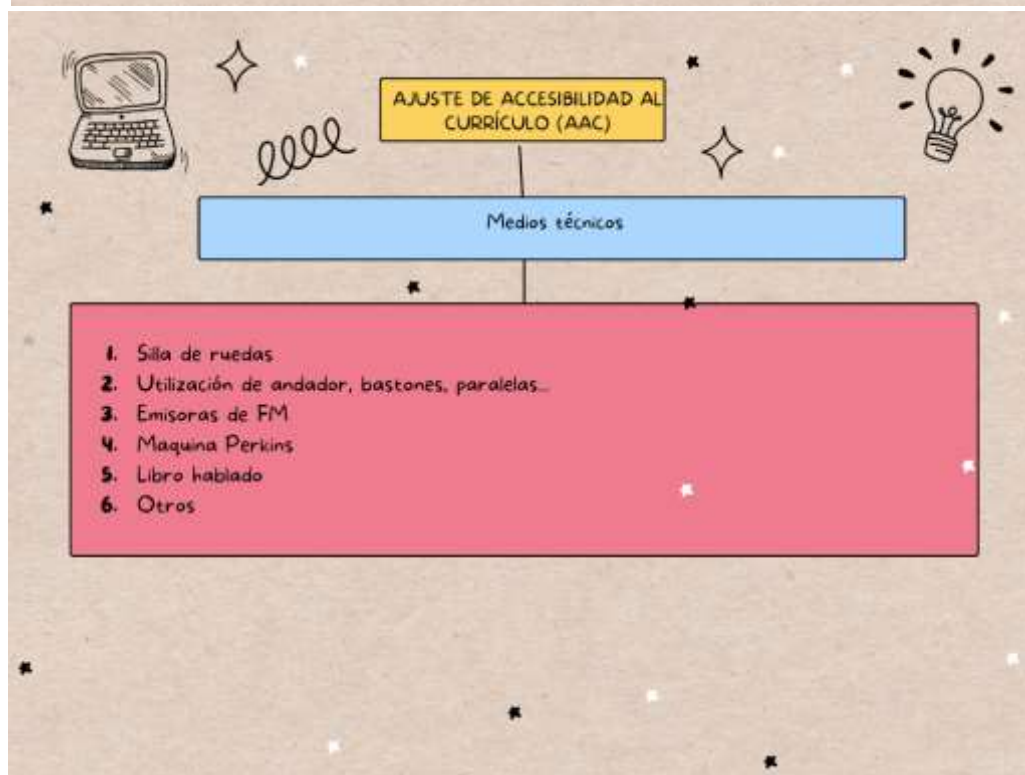 AJUSTE DE ACCESIBILIDAD AL
CURRÍCULO (AAC)
Medios técnicos
1. Silla de ruedas
2. Utilización de andador, bastones, paralelas...
3. Emisoras de FM
4. Maquina Perkins
5. Libro hablado
6. Otros